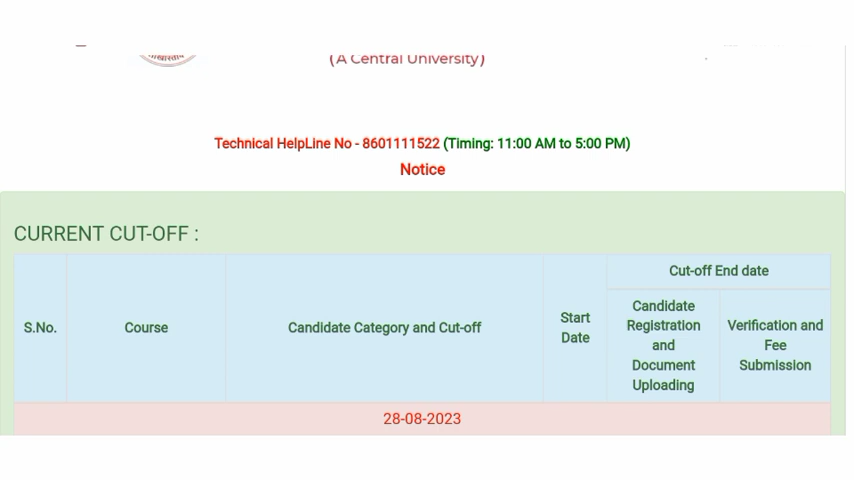 (A Central University)
Technical HelpLine No - 8601111522 (Timing: 11:00 AM to 5:00 PM)
Notice
CURRENT CUT-OFF :
Cut-off End date
S.No.
Course
Candidate Category and Cut-off
Start
Date
Candidate
Registration
and
Document
Uploading
Verification and
Fee
Submission
28-08-2023